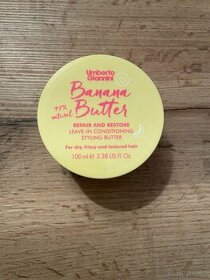 Umberto
Giannini
Banana
97% natural
Butter
REPAIR AND RESTORE
LEAVE-IN CONDITIONING
STYLING BUTTER
For dry, frizzy and textured hair
100 ml ℮ 3.38 US fl. Oz